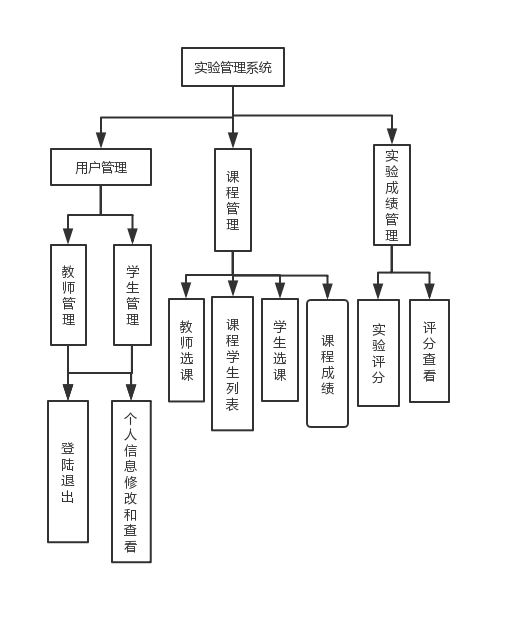 实验管理系统
用户管理
课程管理
实验成绩管理
教师管理
学生管理
教师选课
课程学生列表
学生选课
课程成绩
实验评分
评分查看
登陆退出
个人信息修改和查看